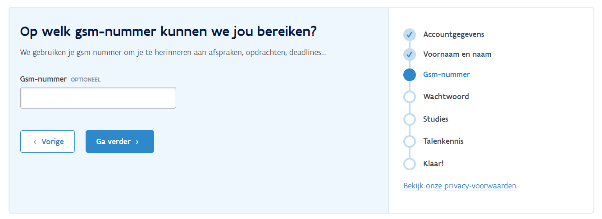 Op welk gsm-nummer kunnen we jou bereiken?
We gebruiken je gsm-nummer om je te herinneren aan afspraken, opdrachten, deadlines...
Gsm-nummer OPTIONEEL
‹ Vorige
Ga verder ›
Accountgegevens
Voornaam en naam
Gsm-nummer
Wachtwoord
Studies
Talenkennis
Klaar!
Bekijk onze privacy-voorwaarden